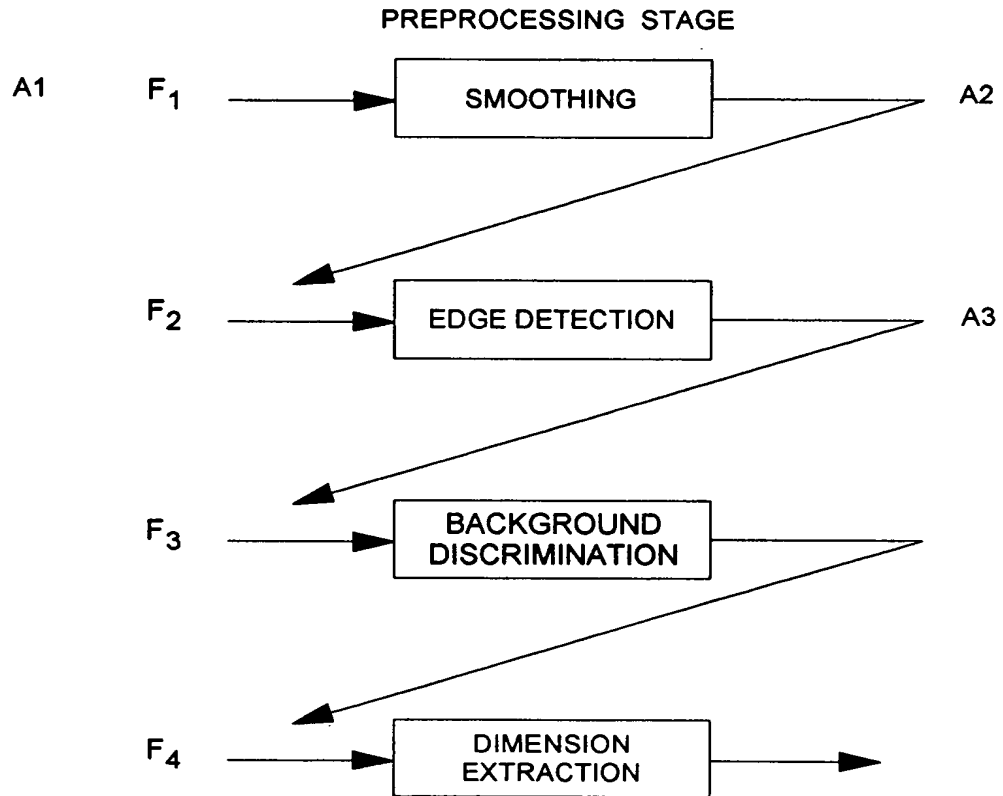 PREPROCESSING STAGE
A1 F1 SMOOTHING A2
F2 EDGE DETECTION A3
F3 BACKGROUND
DISCRIMINATION
F4 DIMENSION
EXTRACTION